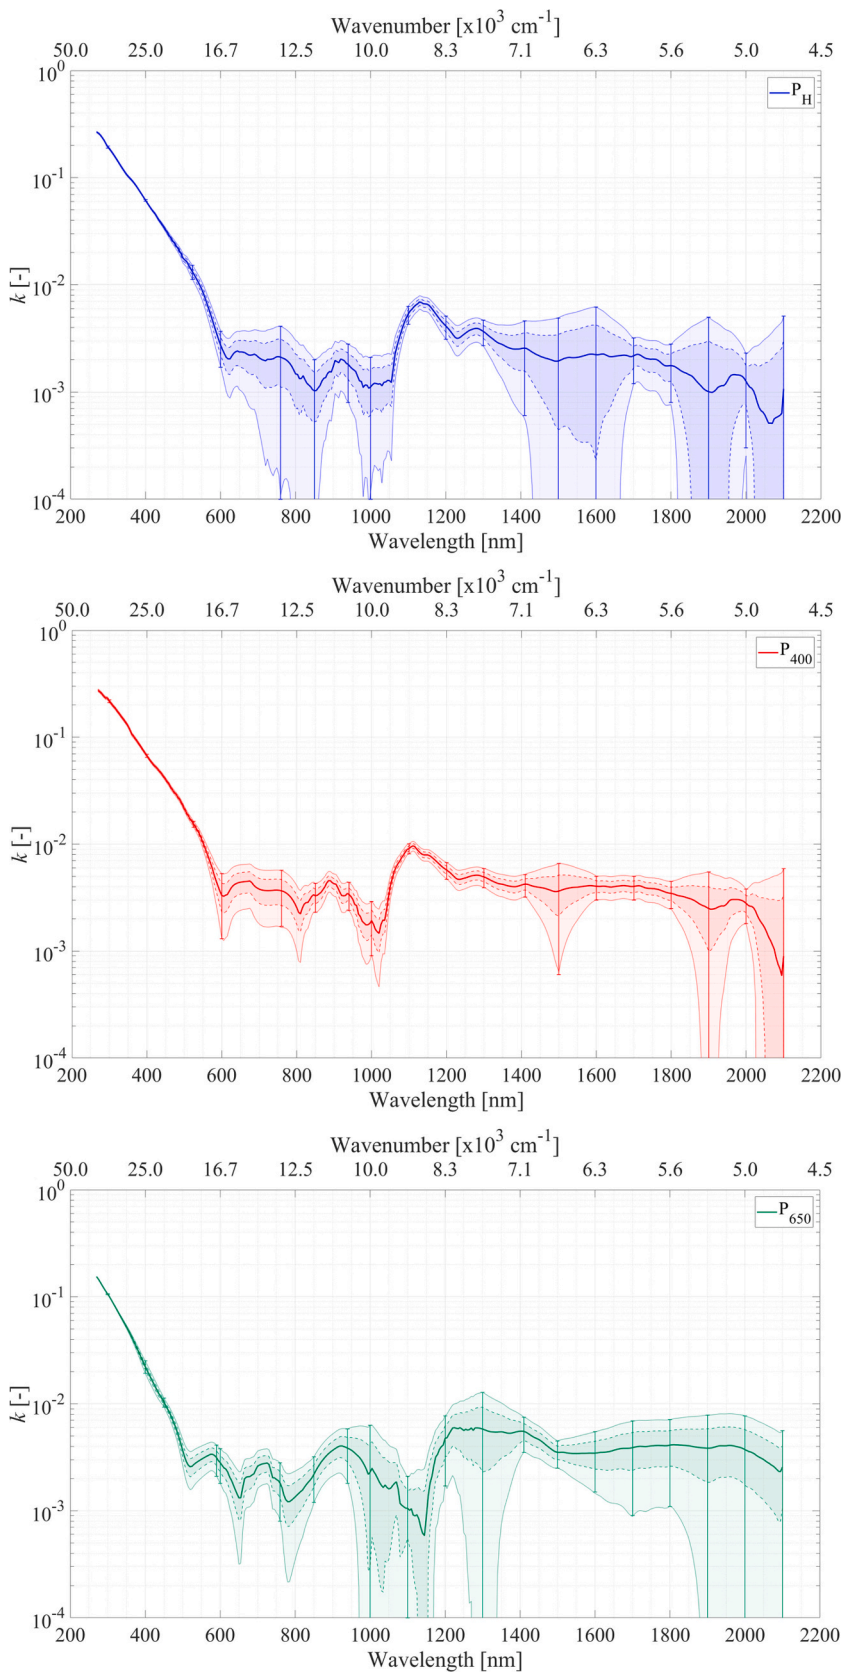 Wavenumber [x10³ cm⁻¹]
50.0 25.0 16.7 12.5 10.0 8.3 7.1 6.3 5.6 5.0 4.5
10⁰
P_H
10⁻¹
10⁻²
k [-]
10⁻³
10⁻⁴
200 400 600 800 1000 1200 1400 1600 1800 2000 2200
Wavelength [nm]
Wavenumber [x10³ cm⁻¹]
50.0 25.0 16.7 12.5 10.0 8.3 7.1 6.3 5.6 5.0 4.5
10⁰
P₄₀₀
10⁻¹
10⁻²
k [-]
10⁻³
10⁻⁴
200 400 600 800 1000 1200 1400 1600 1800 2000 2200
Wavelength [nm]
Wavenumber [x10³ cm⁻¹]
50.0 25.0 16.7 12.5 10.0 8.3 7.1 6.3 5.6 5.0 4.5
10⁰
P₆₅₀
10⁻¹
10⁻²
k [-]
10⁻³
10⁻⁴
200 400 600 800 1000 1200 1400 1600 1800 2000 2200
Wavelength [nm]